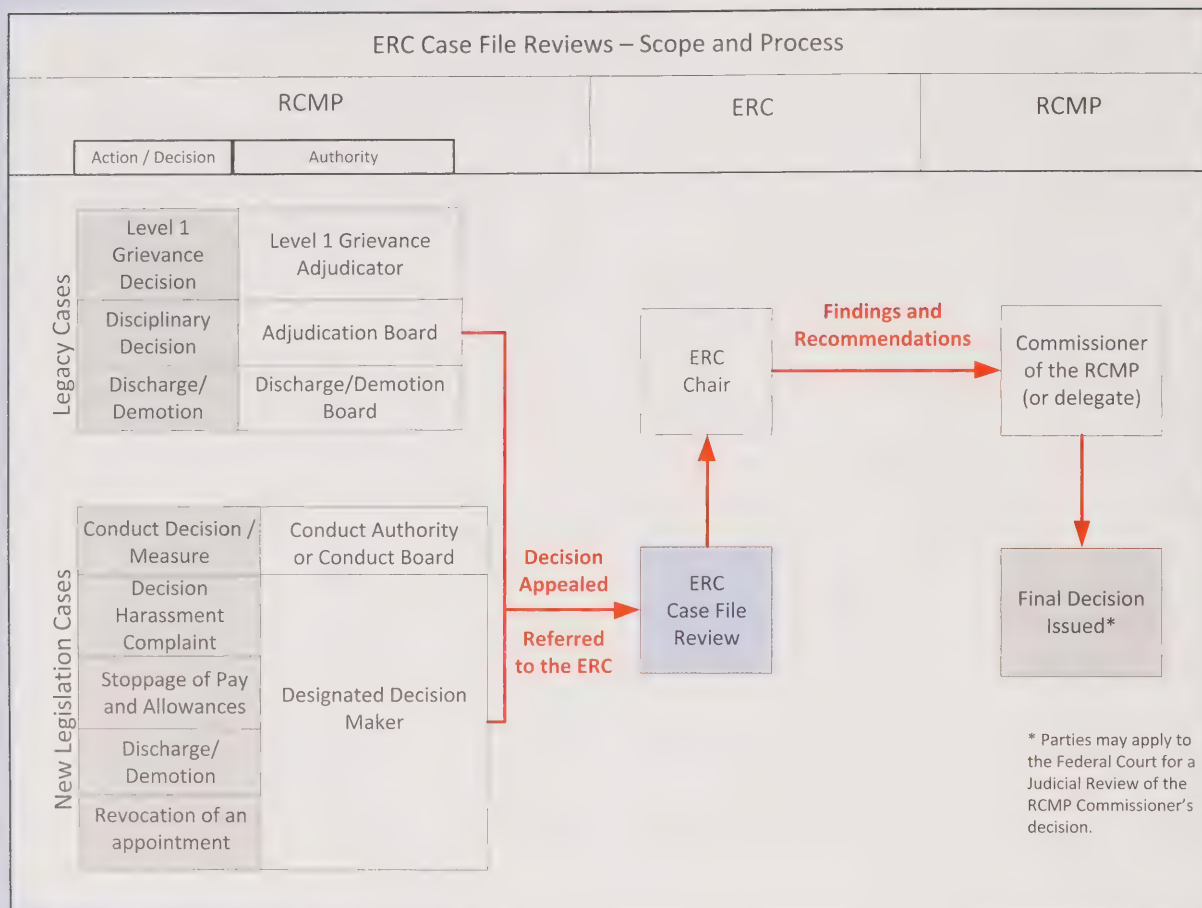 ERC Case File Reviews – Scope and Process
RCMP
ERC
RCMP
Action / Decision
Authority
Legacy Cases
Level 1
Grievance
Decision
Level 1 Grievance
Adjudicator
Disciplinary
Decision
Adjudication Board
Discharge/
Demotion
Discharge/Demotion
Board
New Legislation Cases
Conduct Decision /
Measure
Conduct Authority
or Conduct Board
Decision
Harassment
Complaint
Stoppage of Pay
and Allowances
Discharge/
Demotion
Revocation of an
appointment
Designated Decision
Maker
Decision
Appealed
Referred
to the ERC
ERC
Case File
Review
ERC
Chair
Findings and
Recommendations
Commissioner
of the RCMP
(or delegate)
Final Decision
Issued*
* Parties may apply to
the Federal Court for a
Judicial Review of the
RCMP Commissioner's
decision.